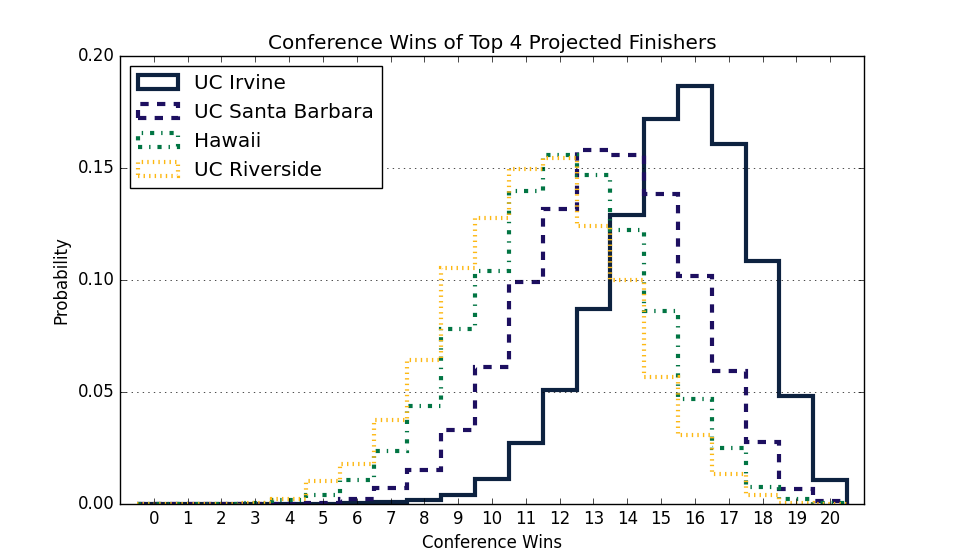 Conference Wins of Top 4 Projected Finishers
UC Irvine
UC Santa Barbara
Hawaii
UC Riverside
0.20
0.15
0.10
0.05
0.00
Probability
0 1 2 3 4 5 6 7 8 9 10 11 12 13 14 15 16 17 18 19 20
Conference Wins